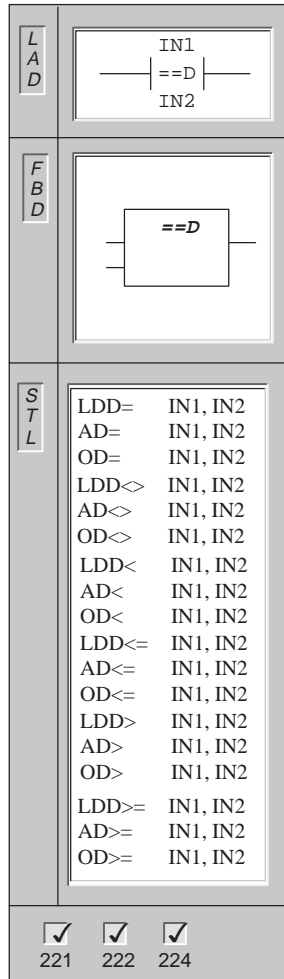 LAD
IN1
==D
IN2
FBD
==D
STL
LDD= IN1, IN2
AD= IN1, IN2
OD= IN1, IN2
LDD<> IN1, IN2
AD<> IN1, IN2
OD<> IN1, IN2
LDD< IN1, IN2
AD< IN1, IN2
OD< IN1, IN2
LDD<= IN1, IN2
AD<= IN1, IN2
OD<= IN1, IN2
LDD> IN1, IN2
AD> IN1, IN2
OD> IN1, IN2
LDD>= IN1, IN2
AD>= IN1, IN2
OD>= IN1, IN2
221 222 224